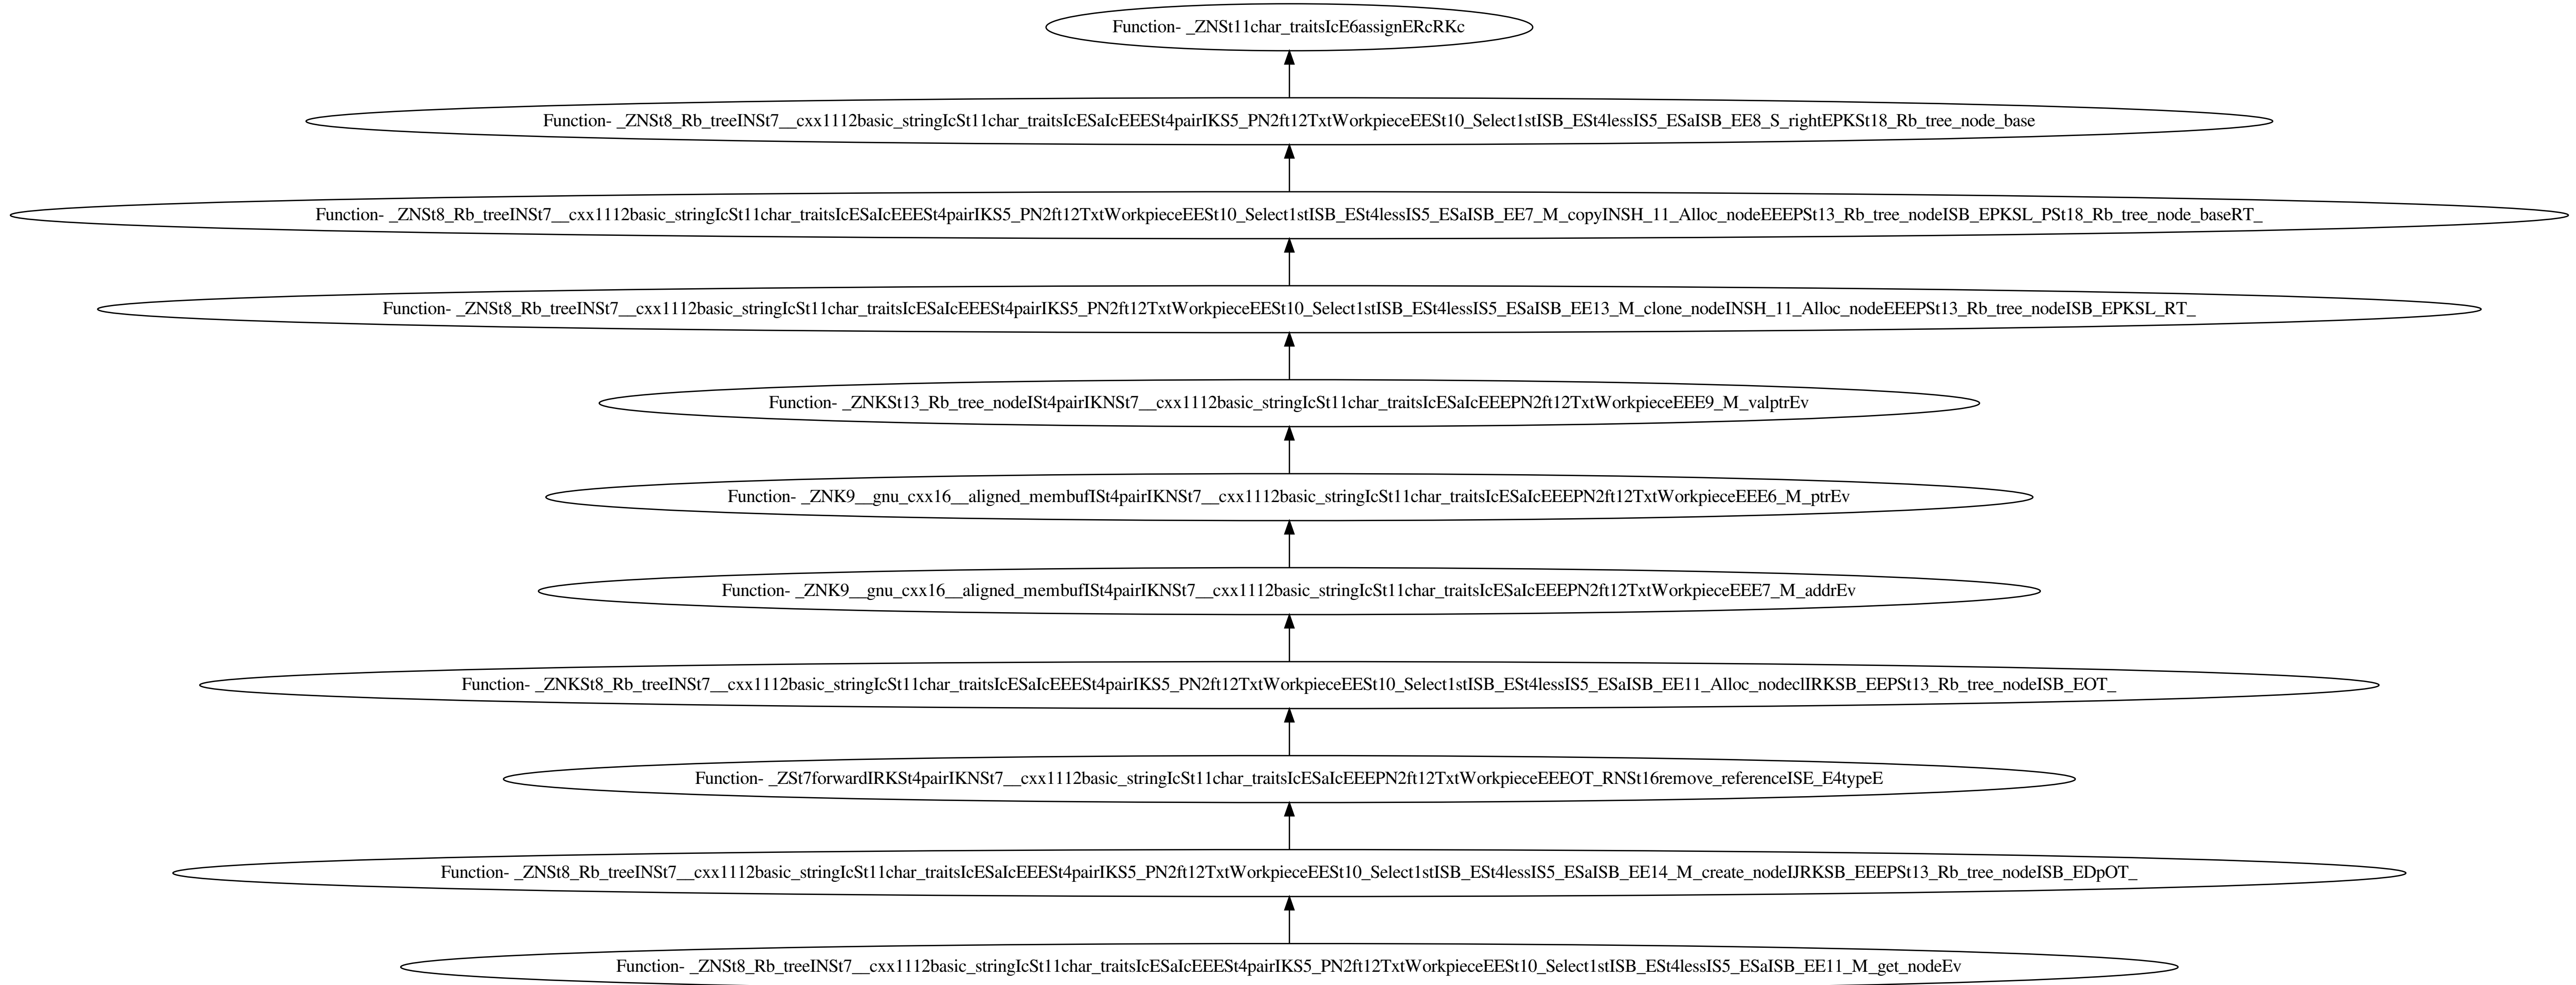 Function- _ZNSt11char_traitsIcE6assignERcRKc
Function- _ZNSt8_Rb_treeINSt7__cxx1112basic_stringIcSt11char_traitsIcESaIcEEESt4pairIKS5_PN2ft12TxtWorkpieceEESt10_Select1stISB_ESt4lessIS5_ESaISB_EE8_S_rightEPKSt18_Rb_tree_node_base
Function- _ZNSt8_Rb_treeINSt7__cxx1112basic_stringIcSt11char_traitsIcESaIcEEESt4pairIKS5_PN2ft12TxtWorkpieceEESt10_Select1stISB_ESt4lessIS5_ESaISB_EE7_M_copyINSH_11_Alloc_nodeEEEPSt13_Rb_tree_nodeISB_EPKSL_PSt18_Rb_tree_node_baseRT_
Function- _ZNSt8_Rb_treeINSt7__cxx1112basic_stringIcSt11char_traitsIcESaIcEEESt4pairIKS5_PN2ft12TxtWorkpieceEESt10_Select1stISB_ESt4lessIS5_ESaISB_EE13_M_clone_nodeINSH_11_Alloc_nodeEEEPSt13_Rb_tree_nodeISB_EPKSL_RT_
Function- _ZNKSt13_Rb_tree_nodeISt4pairIKNSt7__cxx1112basic_stringIcSt11char_traitsIcESaIcEEEPN2ft12TxtWorkpieceEEE9_M_valptrEv
Function- _ZNK9__gnu_cxx16__aligned_membufISt4pairIKNSt7__cxx1112basic_stringIcSt11char_traitsIcESaIcEEEPN2ft12TxtWorkpieceEEE6_M_ptrEv
Function- _ZNK9__gnu_cxx16__aligned_membufISt4pairIKNSt7__cxx1112basic_stringIcSt11char_traitsIcESaIcEEEPN2ft12TxtWorkpieceEEE7_M_addrEv
Function- _ZNKSt8_Rb_treeINSt7__cxx1112basic_stringIcSt11char_traitsIcESaIcEEESt4pairIKS5_PN2ft12TxtWorkpieceEESt10_Select1stISB_ESt4lessIS5_ESaISB_EE11_Alloc_nodeclIRKSB_EEPSt13_Rb_tree_nodeISB_EOT_
Function- _ZSt7forwardIRKSt4pairIKNSt7__cxx1112basic_stringIcSt11char_traitsIcESaIcEEEPN2ft12TxtWorkpieceEEEOT_RNSt16remove_referenceISE_E4typeE
Function- _ZNSt8_Rb_treeINSt7__cxx1112basic_stringIcSt11char_traitsIcESaIcEEESt4pairIKS5_PN2ft12TxtWorkpieceEESt10_Select1stISB_ESt4lessIS5_ESaISB_EE14_M_create_nodeIJRKSB_EEEPSt13_Rb_tree_nodeISB_EDpOT_
Function- _ZNSt8_Rb_treeINSt7__cxx1112basic_stringIcSt11char_traitsIcESaIcEEESt4pairIKS5_PN2ft12TxtWorkpieceEESt10_Select1stISB_ESt4lessIS5_ESaISB_EE11_M_get_nodeEv